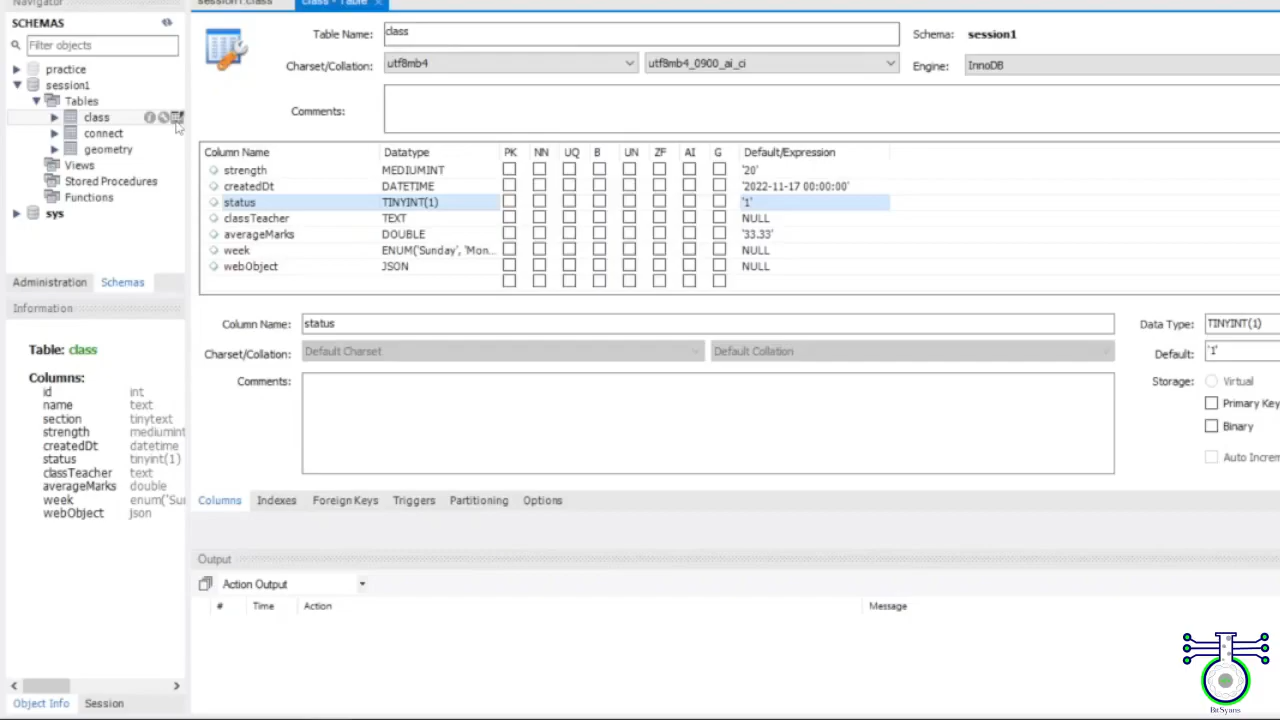 Navigator
session1.class
class - Table
SCHEMAS
Filter objects
practice
session1
Tables
class
connect
geometry
Views
Stored Procedures
Functions
sys
Administration
Schemas
Information
Table: class
Columns:
id int
name text
section tinytext
strength mediumint
createdDt datetime
status tinyint(1)
classTeacher text
averageMarks double
week enum('Su
webObject json
Object Info
Session
Table Name: class
Schema: session1
Charset/Collation: utf8mb4 utf8mb4_0900_ai_ci
Engine: InnoDB
Comments:
Column Name Datatype PK NN UQ B UN ZF AI G Default/Expression
strength MEDIUMINT '20'
createdDt DATETIME '2022-11-17 00:00:00'
status TINYINT(1) '1'
classTeacher TEXT NULL
averageMarks DOUBLE '33.33'
week ENUM('Sunday', 'Mon... NULL
webObject JSON NULL
Column Name: status
Data Type: TINYINT(1)
Charset/Collation: Default Charset Default Collation
Default: '1'
Comments:
Storage: Virtual
Primary Key
Binary
Auto Increm
Columns Indexes Foreign Keys Triggers Partitioning Options
Output
Action Output
# Time Action Message
BitSyans